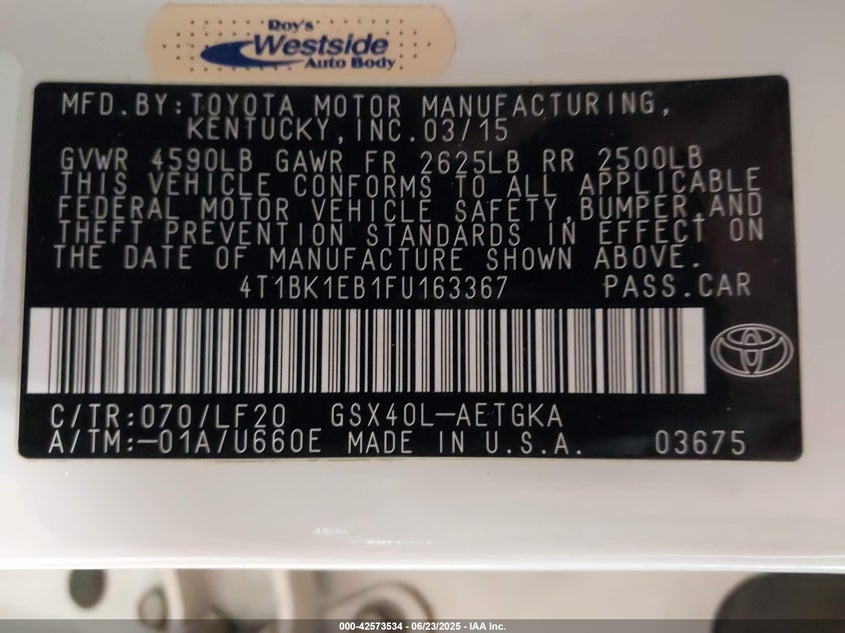 Roy's
Westside
Auto Body
MFD.BY:TOYOTA MOTOR MANUFACTURING,
KENTUCKY,INC.03/15
GVWR 4590LB GAWR FR 2625LB RR 2500LB
THIS VEHICLE CONFORMS TO ALL APPLICABLE
FEDERAL MOTOR VEHICLE SAFETY,BUMPER,AND
THEFT PREVENTION STANDARDS IN EFFECT ON
THE DATE OF MANUFACTURE SHOWN ABOVE.
4T1BK1EB1FU163367 PASS.CAR
C/TR:070/LF20 GSX40L-AETGKA
A/TM:-01A/U660E MADE IN U.S.A. 03675
000-42573534 - 06/23/2025 - IAA Inc.